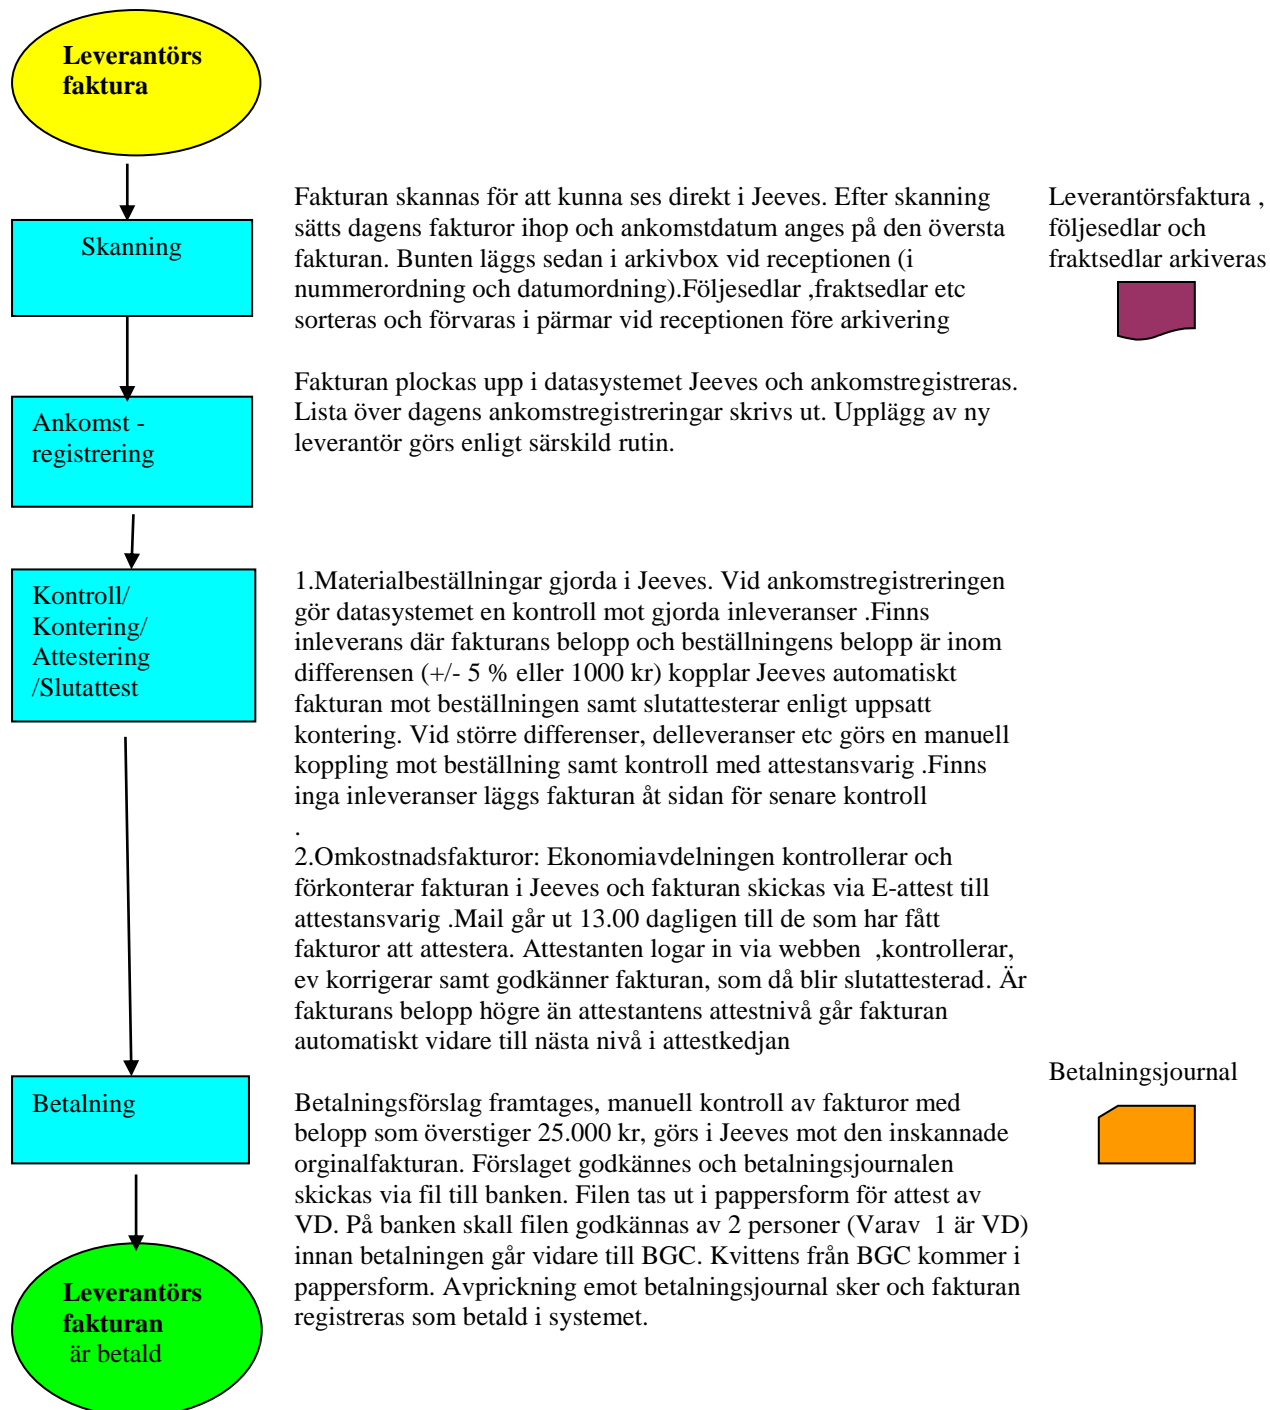 Leverantörs
faktura
Fakturan skannas för att kunna ses direkt i Jeeves. Efter skanning
sätts dagens fakturor ihop och ankomstdatum anges på den översta
fakturan. Bunten läggs sedan i arkivbox vid receptionen (i
nummerordning och datumordning).Följesedlar ,fraktsedlar etc
sorteras och förvaras i pärmar vid receptionen före arkivering
Leverantörsfaktura ,
följesedlar och
fraktsedlar arkiveras
Skanning
Fakturan plockas upp i datasystemet Jeeves och ankomstregistreras.
Lista över dagens ankomstregistreringar skrivs ut. Upplägg av ny
leverantör görs enligt särskild rutin.
Ankomst -
registrering
Kontroll/
Kontering/
Attestering
/Slutattest
1.Materialbeställningar gjorda i Jeeves. Vid ankomstregistreringen
gör datasystemet en kontroll mot gjorda inleveranser .Finns
inleverans där fakturans belopp och beställningens belopp är inom
differensen (+/- 5 % eller 1000 kr) kopplar Jeeves automatiskt
fakturan mot beställningen samt slutattesterar enligt uppsatt
kontering. Vid större differenser, delleveranser etc görs en manuell
koppling mot beställning samt kontroll med attestansvarig .Finns
inga inleveranser läggs fakturan åt sidan för senare kontroll
.
2.Omkostnadsfakturor: Ekonomiavdelningen kontrollerar och
förkonterar fakturan i Jeeves och fakturan skickas via E-attest till
attestansvarig .Mail går ut 13.00 dagligen till de som har fått
fakturor att attestera. Attestanten logar in via webben  ,kontrollerar,
ev korrigerar samt godkänner fakturan, som då blir slutattesterad. Är
fakturans belopp högre än attestantens attestnivå går fakturan
automatiskt vidare till nästa nivå i attestkedjan
Betalningsjournal
Betalning
Betalningsförslag framtages, manuell kontroll av fakturor med
belopp som överstiger 25.000 kr, görs i Jeeves mot den inskannade
orginalfakturan. Förslaget godkännes och betalningsjournalen
skickas via fil till banken. Filen tas ut i pappersform för attest av
VD. På banken skall filen godkännas av 2 personer (Varav  1 är VD)
innan betalningen går vidare till BGC. Kvittens från BGC kommer i
pappersform. Avprickning emot betalningsjournal sker och fakturan
registreras som betald i systemet.
Leverantörs
fakturan
är betald